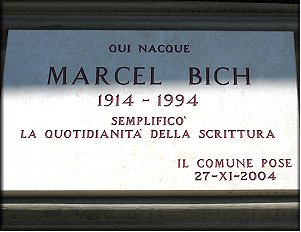 QUI NACQUE
MARCEL BICH
1914 - 1994
SEMPLIFICO'
LA QUOTIDIANITA' DELLA SCRITTURA
IL COMUNE POSE
27-XI-2004